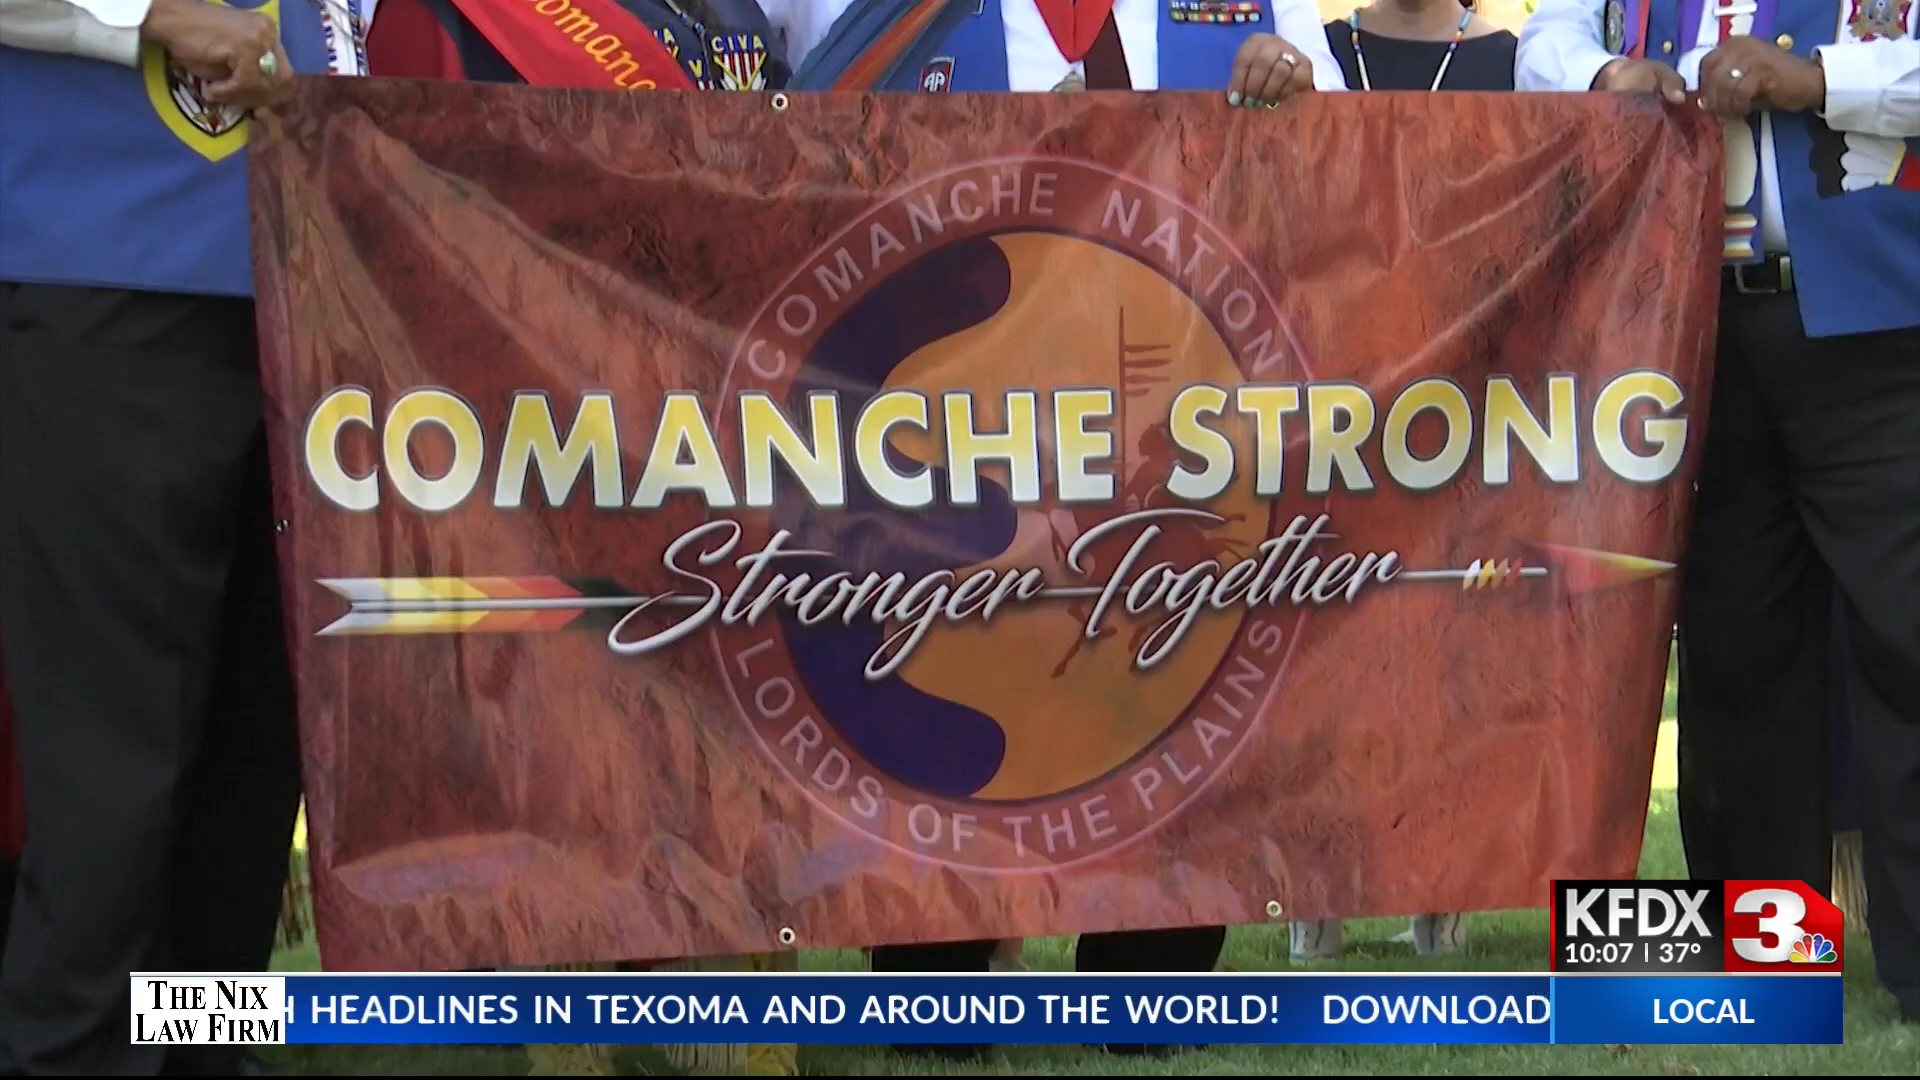 Comanc
CIVA
COMANCHE NATION
COMANCHE STRONG
Stronger Together
LORDS OF THE PLAINS
KFDX 3
10:07 | 37°
THE NIX
LAW FIRM
H HEADLINES IN TEXOMA AND AROUND THE WORLD! DOWNLOAD
LOCAL